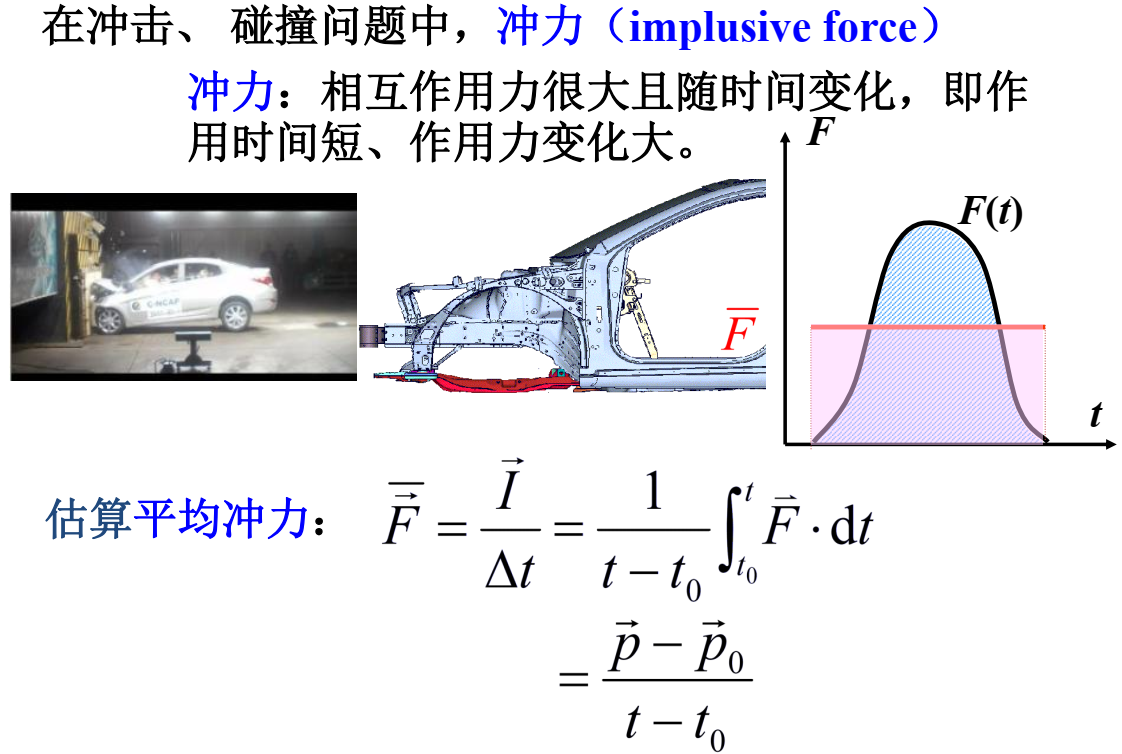 在冲击、 碰撞问题中，冲力（implusive force）
冲力：相互作用力很大且随时间变化，即作
用时间短、作用力变化大。
F
F(t)
C-NCAP
F̅
t
估算平均冲力： $\overline{\vec{F}} = \frac{\vec{I}}{\Delta t} = \frac{1}{t - t_0} \int_{t_0}^{t} \vec{F} \cdot \mathrm{d}t$
$= \frac{\vec{p} - \vec{p}_0}{t - t_0}$